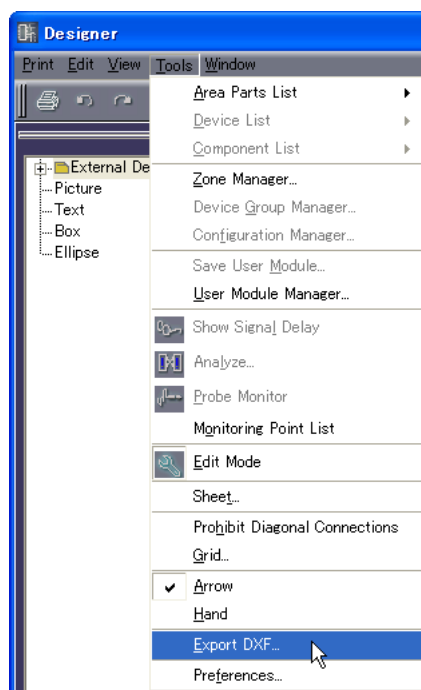 Designer
Print Edit View Tools Window
External De
Picture
Text
Box
Ellipse
Area Parts List
Device List
Component List
Zone Manager...
Device Group Manager...
Configuration Manager...
Save User Module...
User Module Manager...
Show Signal Delay
Analyze...
Probe Monitor
Monitoring Point List
Edit Mode
Sheet...
Prohibit Diagonal Connections
Grid...
Arrow
Hand
Export DXF...
Preferences...